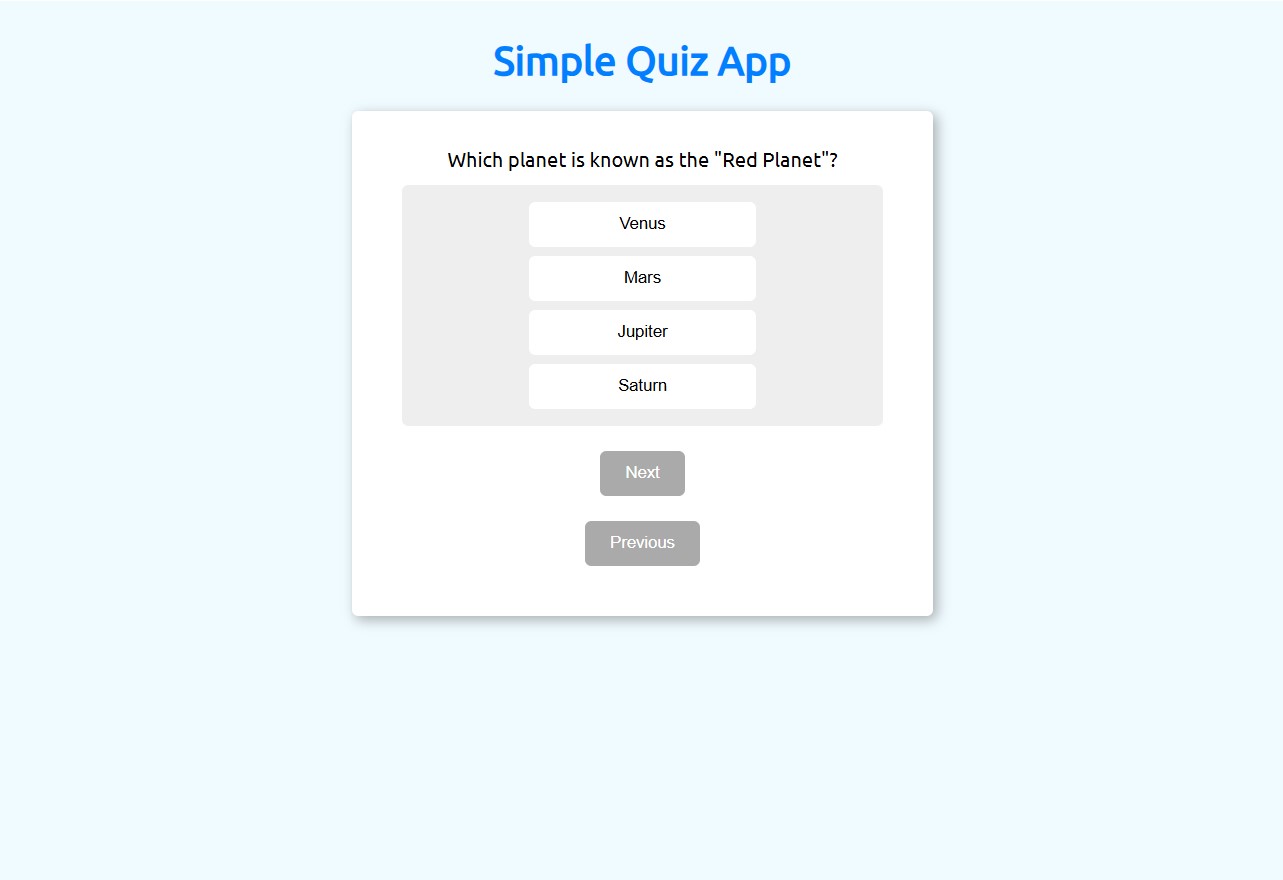 Simple Quiz App
Which planet is known as the "Red Planet"?
Venus
Mars
Jupiter
Saturn
Next
Previous